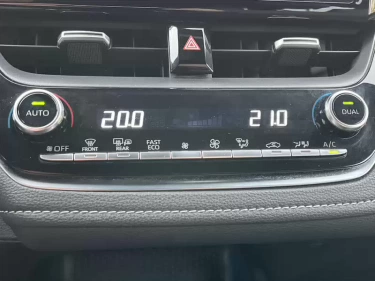 AUTO
20.0
21.0
DUAL
OFF
FRONT
REAR
FAST
ECO
A/C